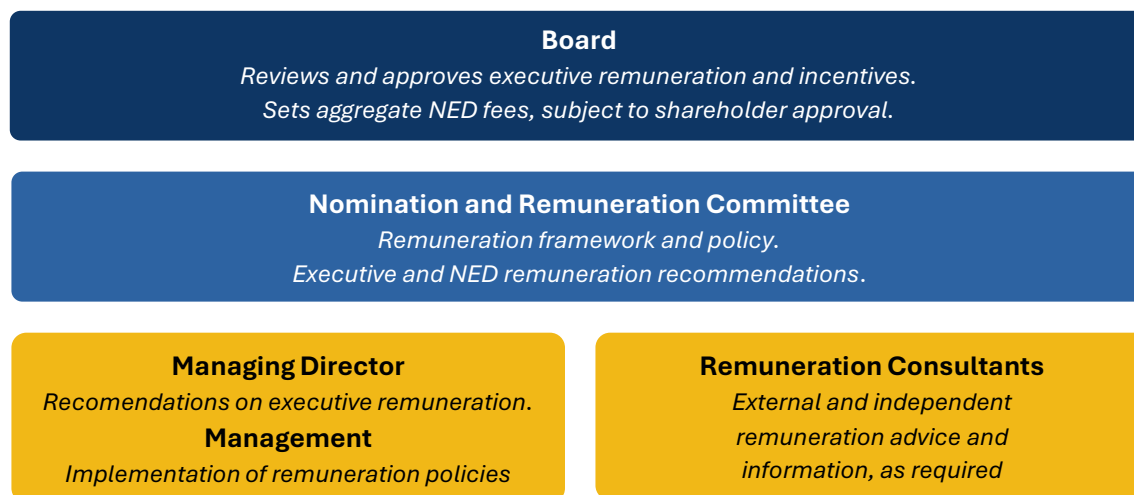 Board
Reviews and approves executive remuneration and incentives.
Sets aggregate NED fees, subject to shareholder approval.
Nomination and Remuneration Committee
Remuneration framework and policy.
Executive and NED remuneration recommendations.
Managing Director
Recomendations on executive remuneration.
Management
Implementation of remuneration policies
Remuneration Consultants
External and independent
remuneration advice and
information, as required